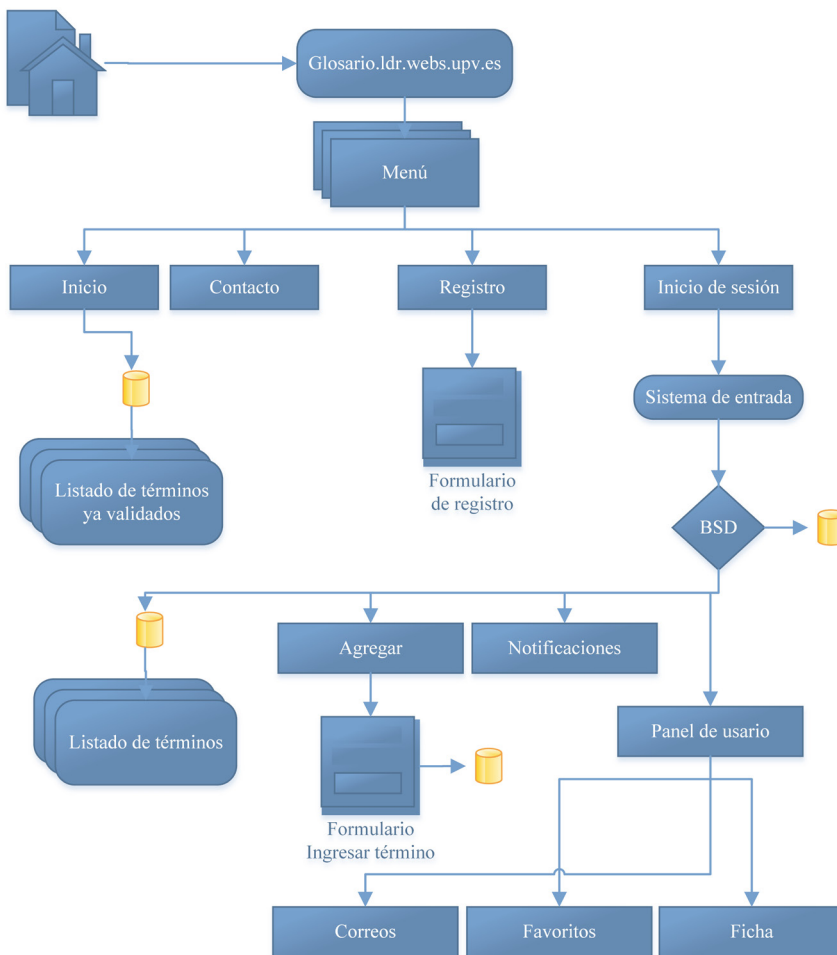 Glosario.ldr.webs.upv.es
Menú
Inicio
Contacto
Registro
Inicio de sesión
Sistema de entrada
Formulario
de registro
Listado de términos
ya validados
BSD
Agregar
Notificaciones
Listado de términos
Panel de usario
Formulario
Ingresar término
Correos
Favoritos
Ficha